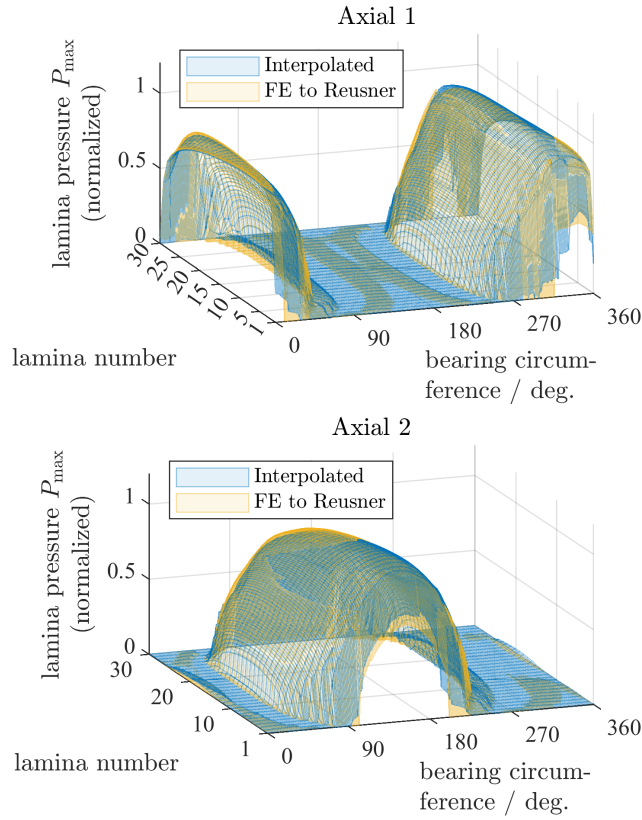 Axial 1
Interpolated
FE to Reusner
lamina pressure P_max
(normalized)
1
0.5
0
30
25
20
15
10
5
1
lamina number
0
90
180
270
360
bearing circum-
ference / deg.
Axial 2
Interpolated
FE to Reusner
lamina pressure P_max
(normalized)
1
0.5
0
30
20
10
1
lamina number
0
90
180
270
360
bearing circum-
ference / deg.